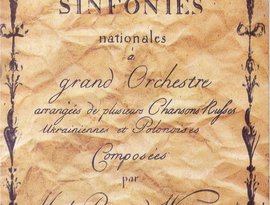 SINFONIES
nationales
à
grand Orchestre
arrangées de plusieurs Chansons Ruſses
Ukrainiennes et Polonoises
Composées
par